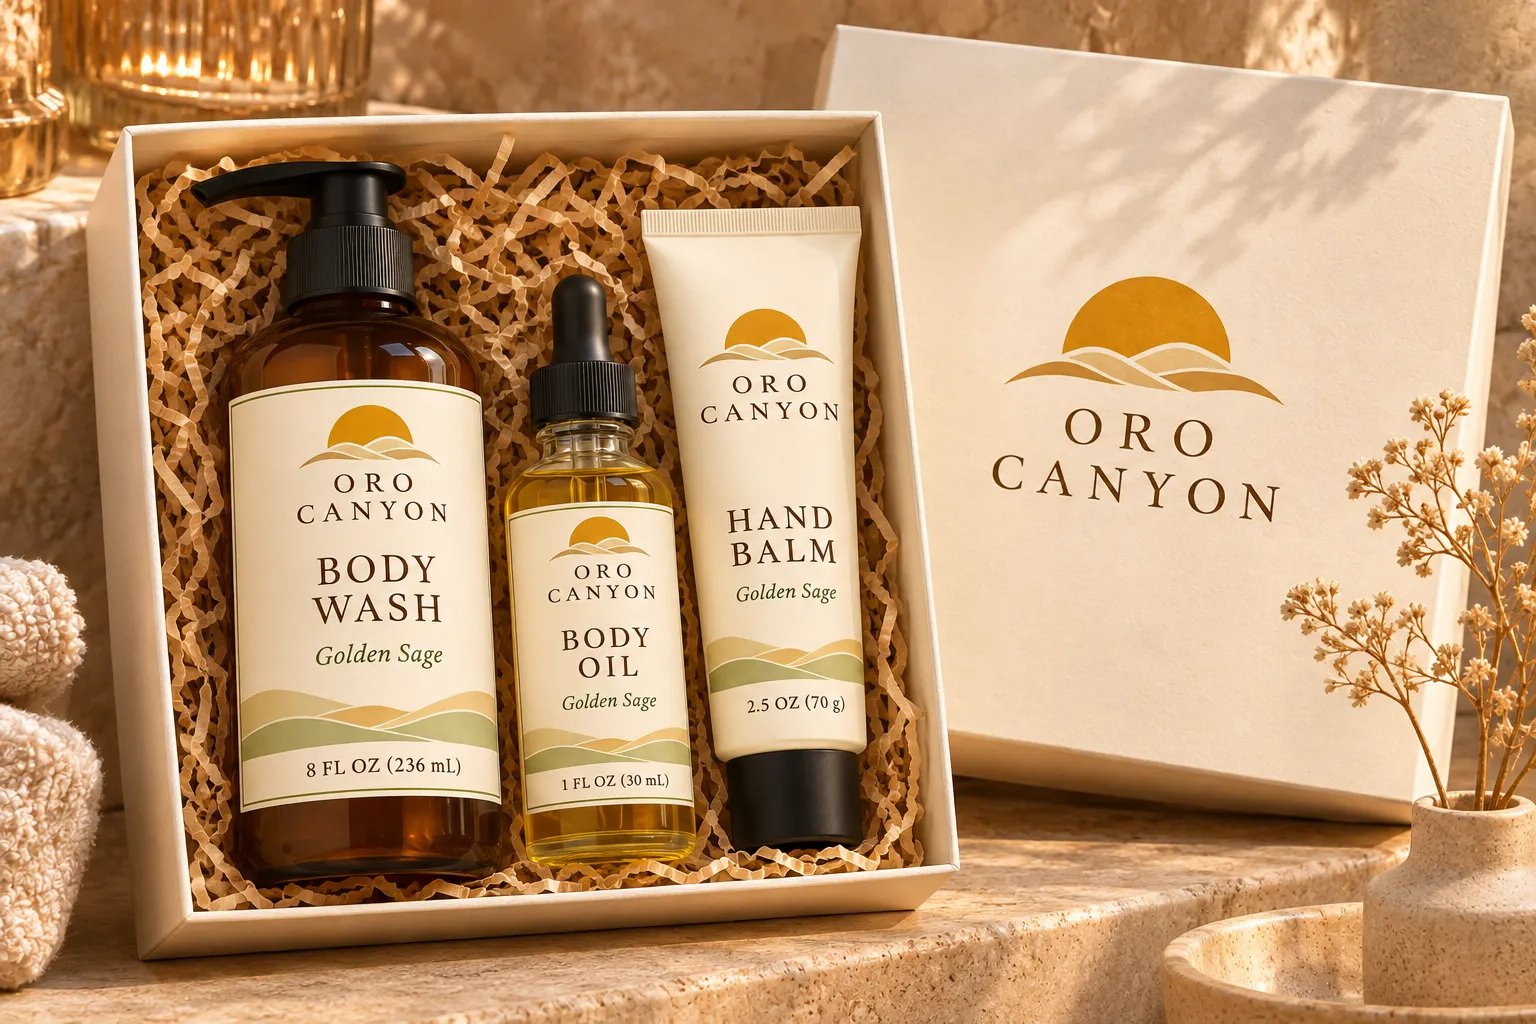 ORO
CANYON
BODY
WASH
Golden Sage
8 FL OZ (236 mL)
ORO
CANYON
BODY
OIL
Golden Sage
1 FL OZ (30 mL)
ORO
CANYON
HAND
BALM
Golden Sage
2.5 OZ (70 g)
ORO
CANYON